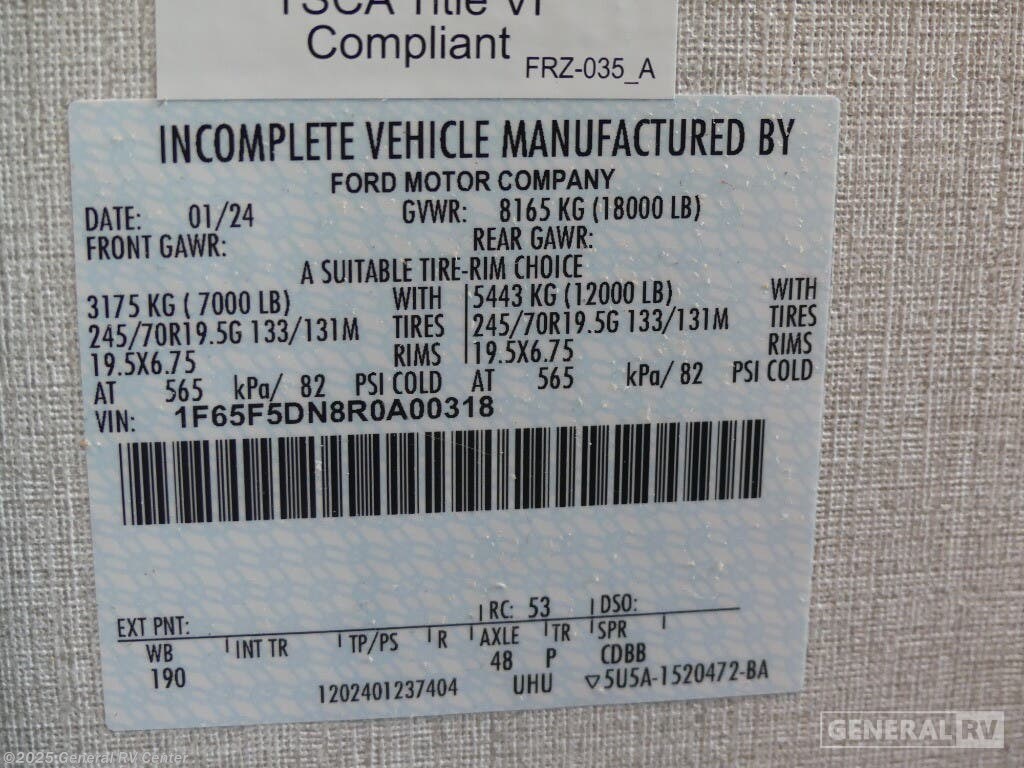 TSCA Title VI
Compliant
FRZ-035_A
INCOMPLETE VEHICLE MANUFACTURED BY
FORD MOTOR COMPANY
DATE: 01/24 GVWR: 8165 KG (18000 LB)
FRONT GAWR: REAR GAWR:
A SUITABLE TIRE-RIM CHOICE
3175 KG ( 7000 LB) WITH 5443 KG (12000 LB) WITH
245/70R19.5G 133/131M TIRES 245/70R19.5G 133/131M TIRES
19.5X6.75 RIMS 19.5X6.75 RIMS
AT 565 kPa/ 82 PSI COLD AT 565 kPa/ 82 PSI COLD
VIN: 1F65F5DN8R0A00318
EXT PNT: RC: 53 DSO:
WB INT TR TP/PS R AXLE TR SPR
190 48 P CDBB
1202401237404 UHU ▽5U5A-1520472-BA
GENERAL RV
©2025 General RV Center